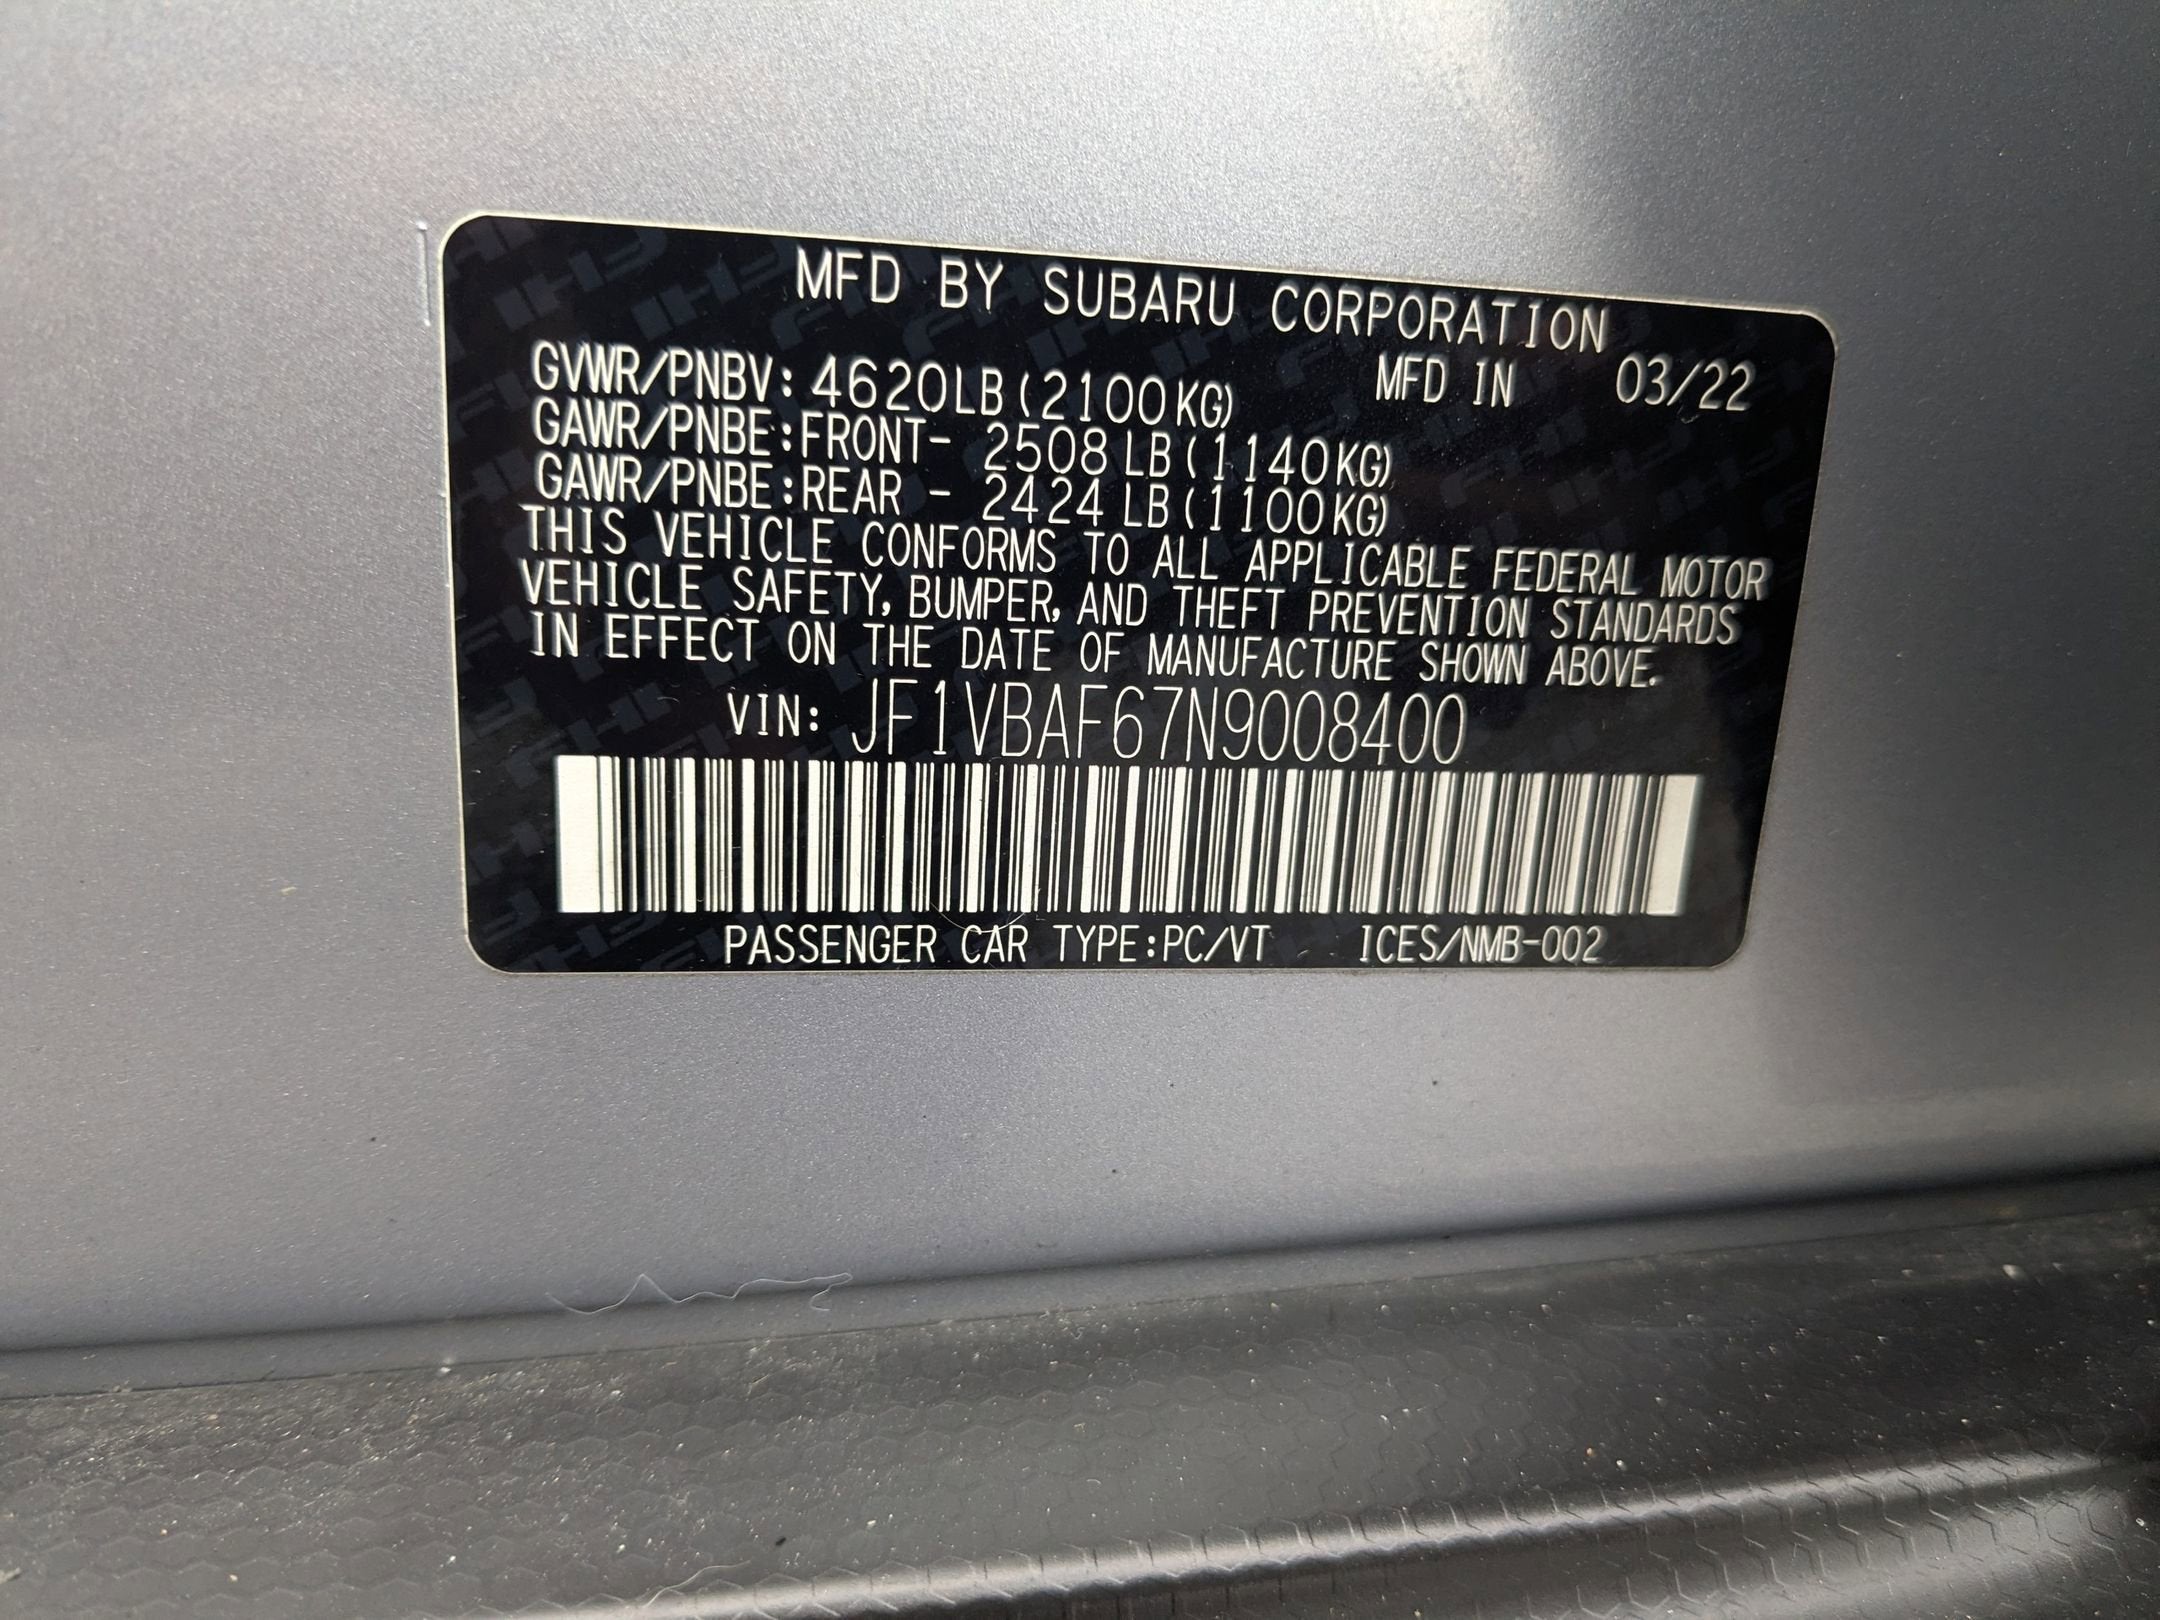 MFD BY SUBARU CORPORATION
GVWR/PNBV: 4620LB (2100KG) MFD IN 03/22
GAWR/PNBE:FRONT- 2508 LB (1140KG)
GAWR/PNBE:REAR - 2424 LB (1100KG)
THIS VEHICLE CONFORMS TO ALL APPLICABLE FEDERAL MOTOR
VEHICLE SAFETY, BUMPER, AND THEFT PREVENTION STANDARDS
IN EFFECT ON THE DATE OF MANUFACTURE SHOWN ABOVE.
VIN: JF1VBAF67N9008400
PASSENGER CAR TYPE:PC/VT ICES/NMB-002